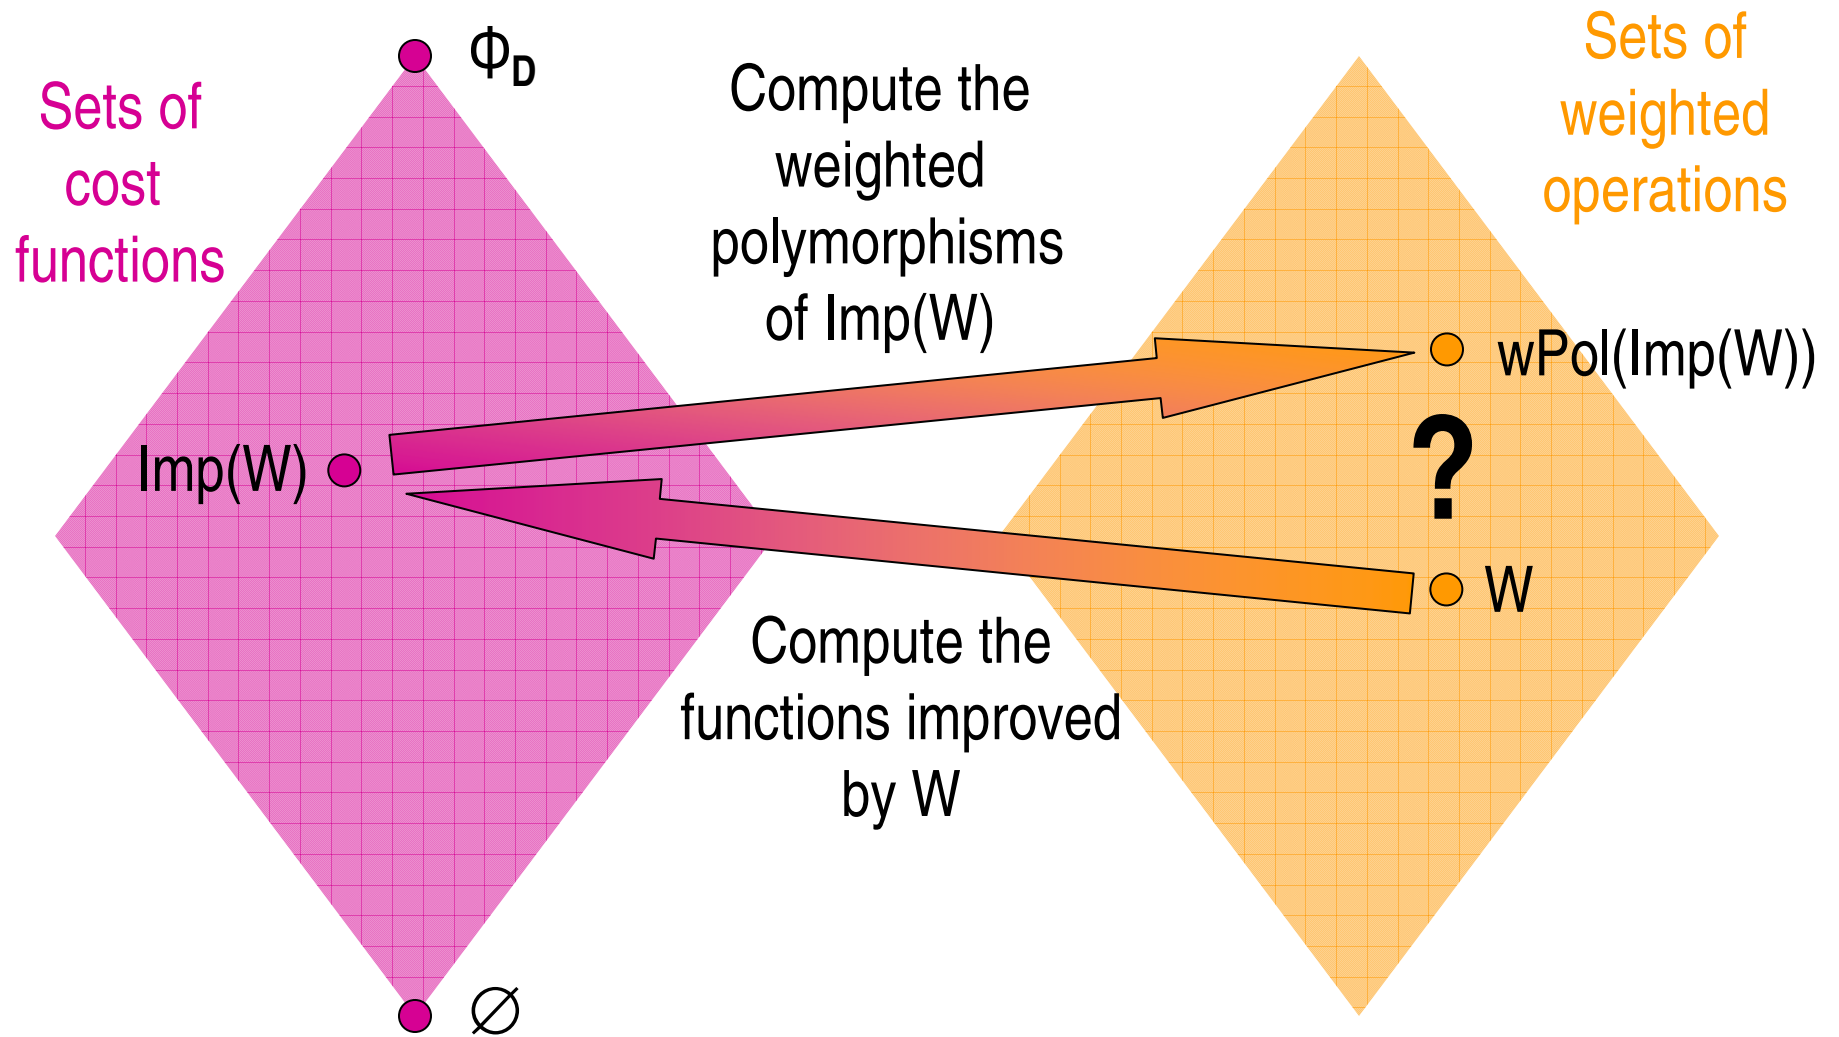 Sets of
cost
functions
Φ_D
Compute the
weighted
polymorphisms
of Imp(W)
Sets of
weighted
operations
wPol(Imp(W))
Imp(W)
?
W
Compute the
functions improved
by W
∅